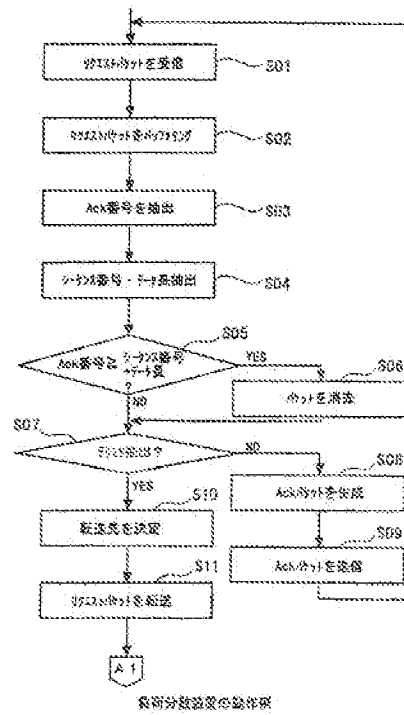 リクエストパケットを受信
S01
リクエストパケットをバッファリング
S02
Ack番号を抽出
S03
シーケンス番号・データ長抽出
S04
S05
Ack番号≧シーケンス番号+データ長
?
YES
NO
S06
パケットを消去
S07
?
NO
YES
S08
Ackパケットを生成
S10
転送先を決定
S09
Ackパケットを送信
S11
リクエストパケットを転送
A 1
負荷分散装置の動作例